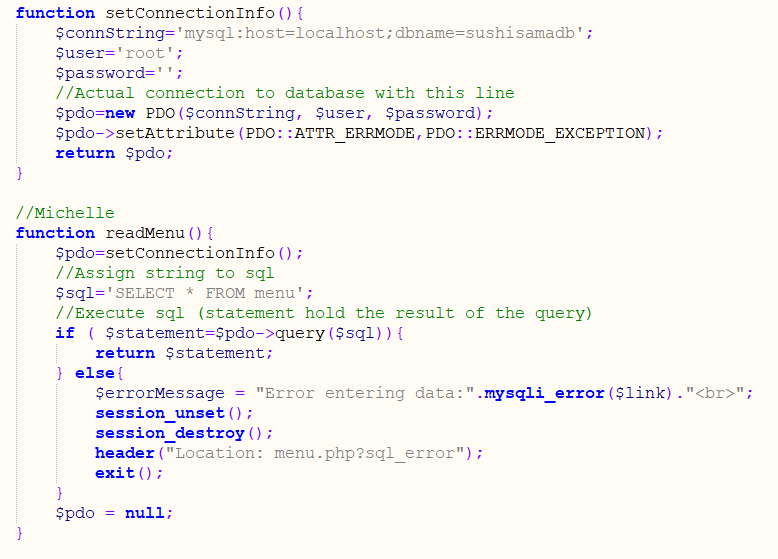 function setConnectionInfo(){
    $connString='mysql:host=localhost;dbname=sushisamadb';
    $user='root';
    $password='';
    //Actual connection to database with this line
    $pdo=new PDO($connString, $user, $password);
    $pdo->setAttribute(PDO::ATTR_ERRMODE,PDO::ERRMODE_EXCEPTION);
    return $pdo;
}

//Michelle
function readMenu(){
    $pdo=setConnectionInfo();
    //Assign string to sql
    $sql='SELECT * FROM menu';
    //Execute sql (statement hold the result of the query)
    if ( $statement=$pdo->query($sql)){
        return $statement;
    } else{
        $errorMessage = "Error entering data:".mysqli_error($link)."<br>";
        session_unset();
        session_destroy();
        header("Location: menu.php?sql_error");
        exit();
    }
    $pdo = null;
}